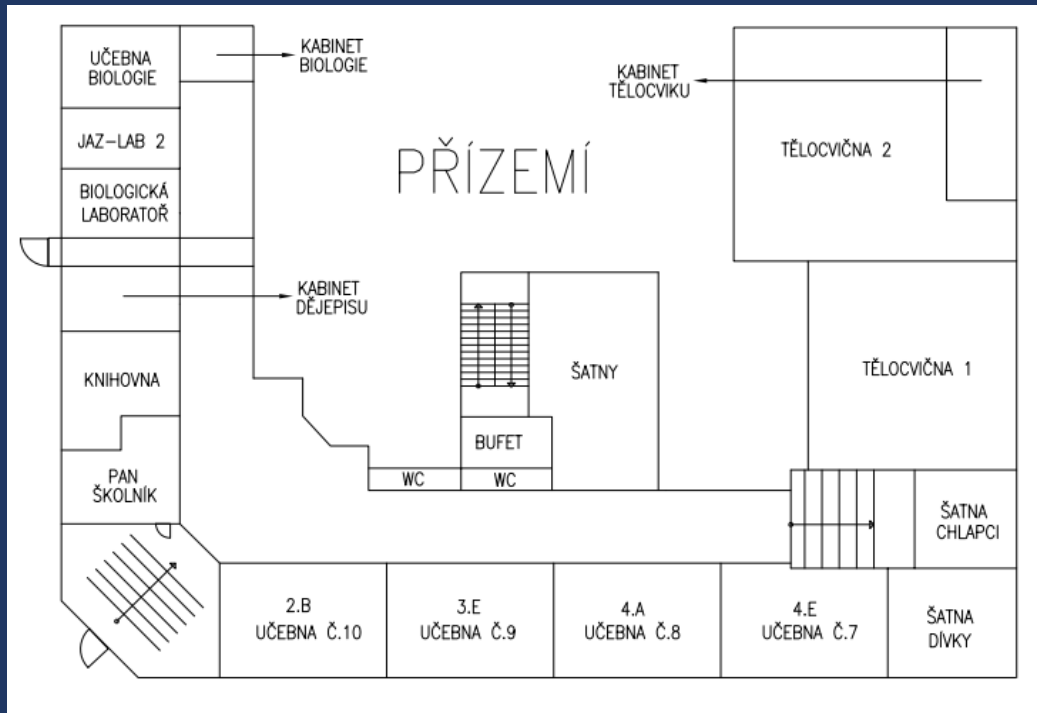 UČEBNA
BIOLOGIE
KABINET
BIOLOGIE
KABINET
TĚLOCVIKU
JAZ-LAB 2
PŘÍZEMÍ
TĚLOCVIČNA 2
BIOLOGICKÁ
LABORATOŘ
KABINET
DĚJEPISU
KNIHOVNA
ŠATNY
TĚLOCVIČNA 1
BUFET
WC
WC
PAN
ŠKOLNÍK
ŠATNA
CHLAPCI
2.B
UČEBNA Č.10
3.E
UČEBNA Č.9
4.A
UČEBNA Č.8
4.E
UČEBNA Č.7
ŠATNA
DÍVKY